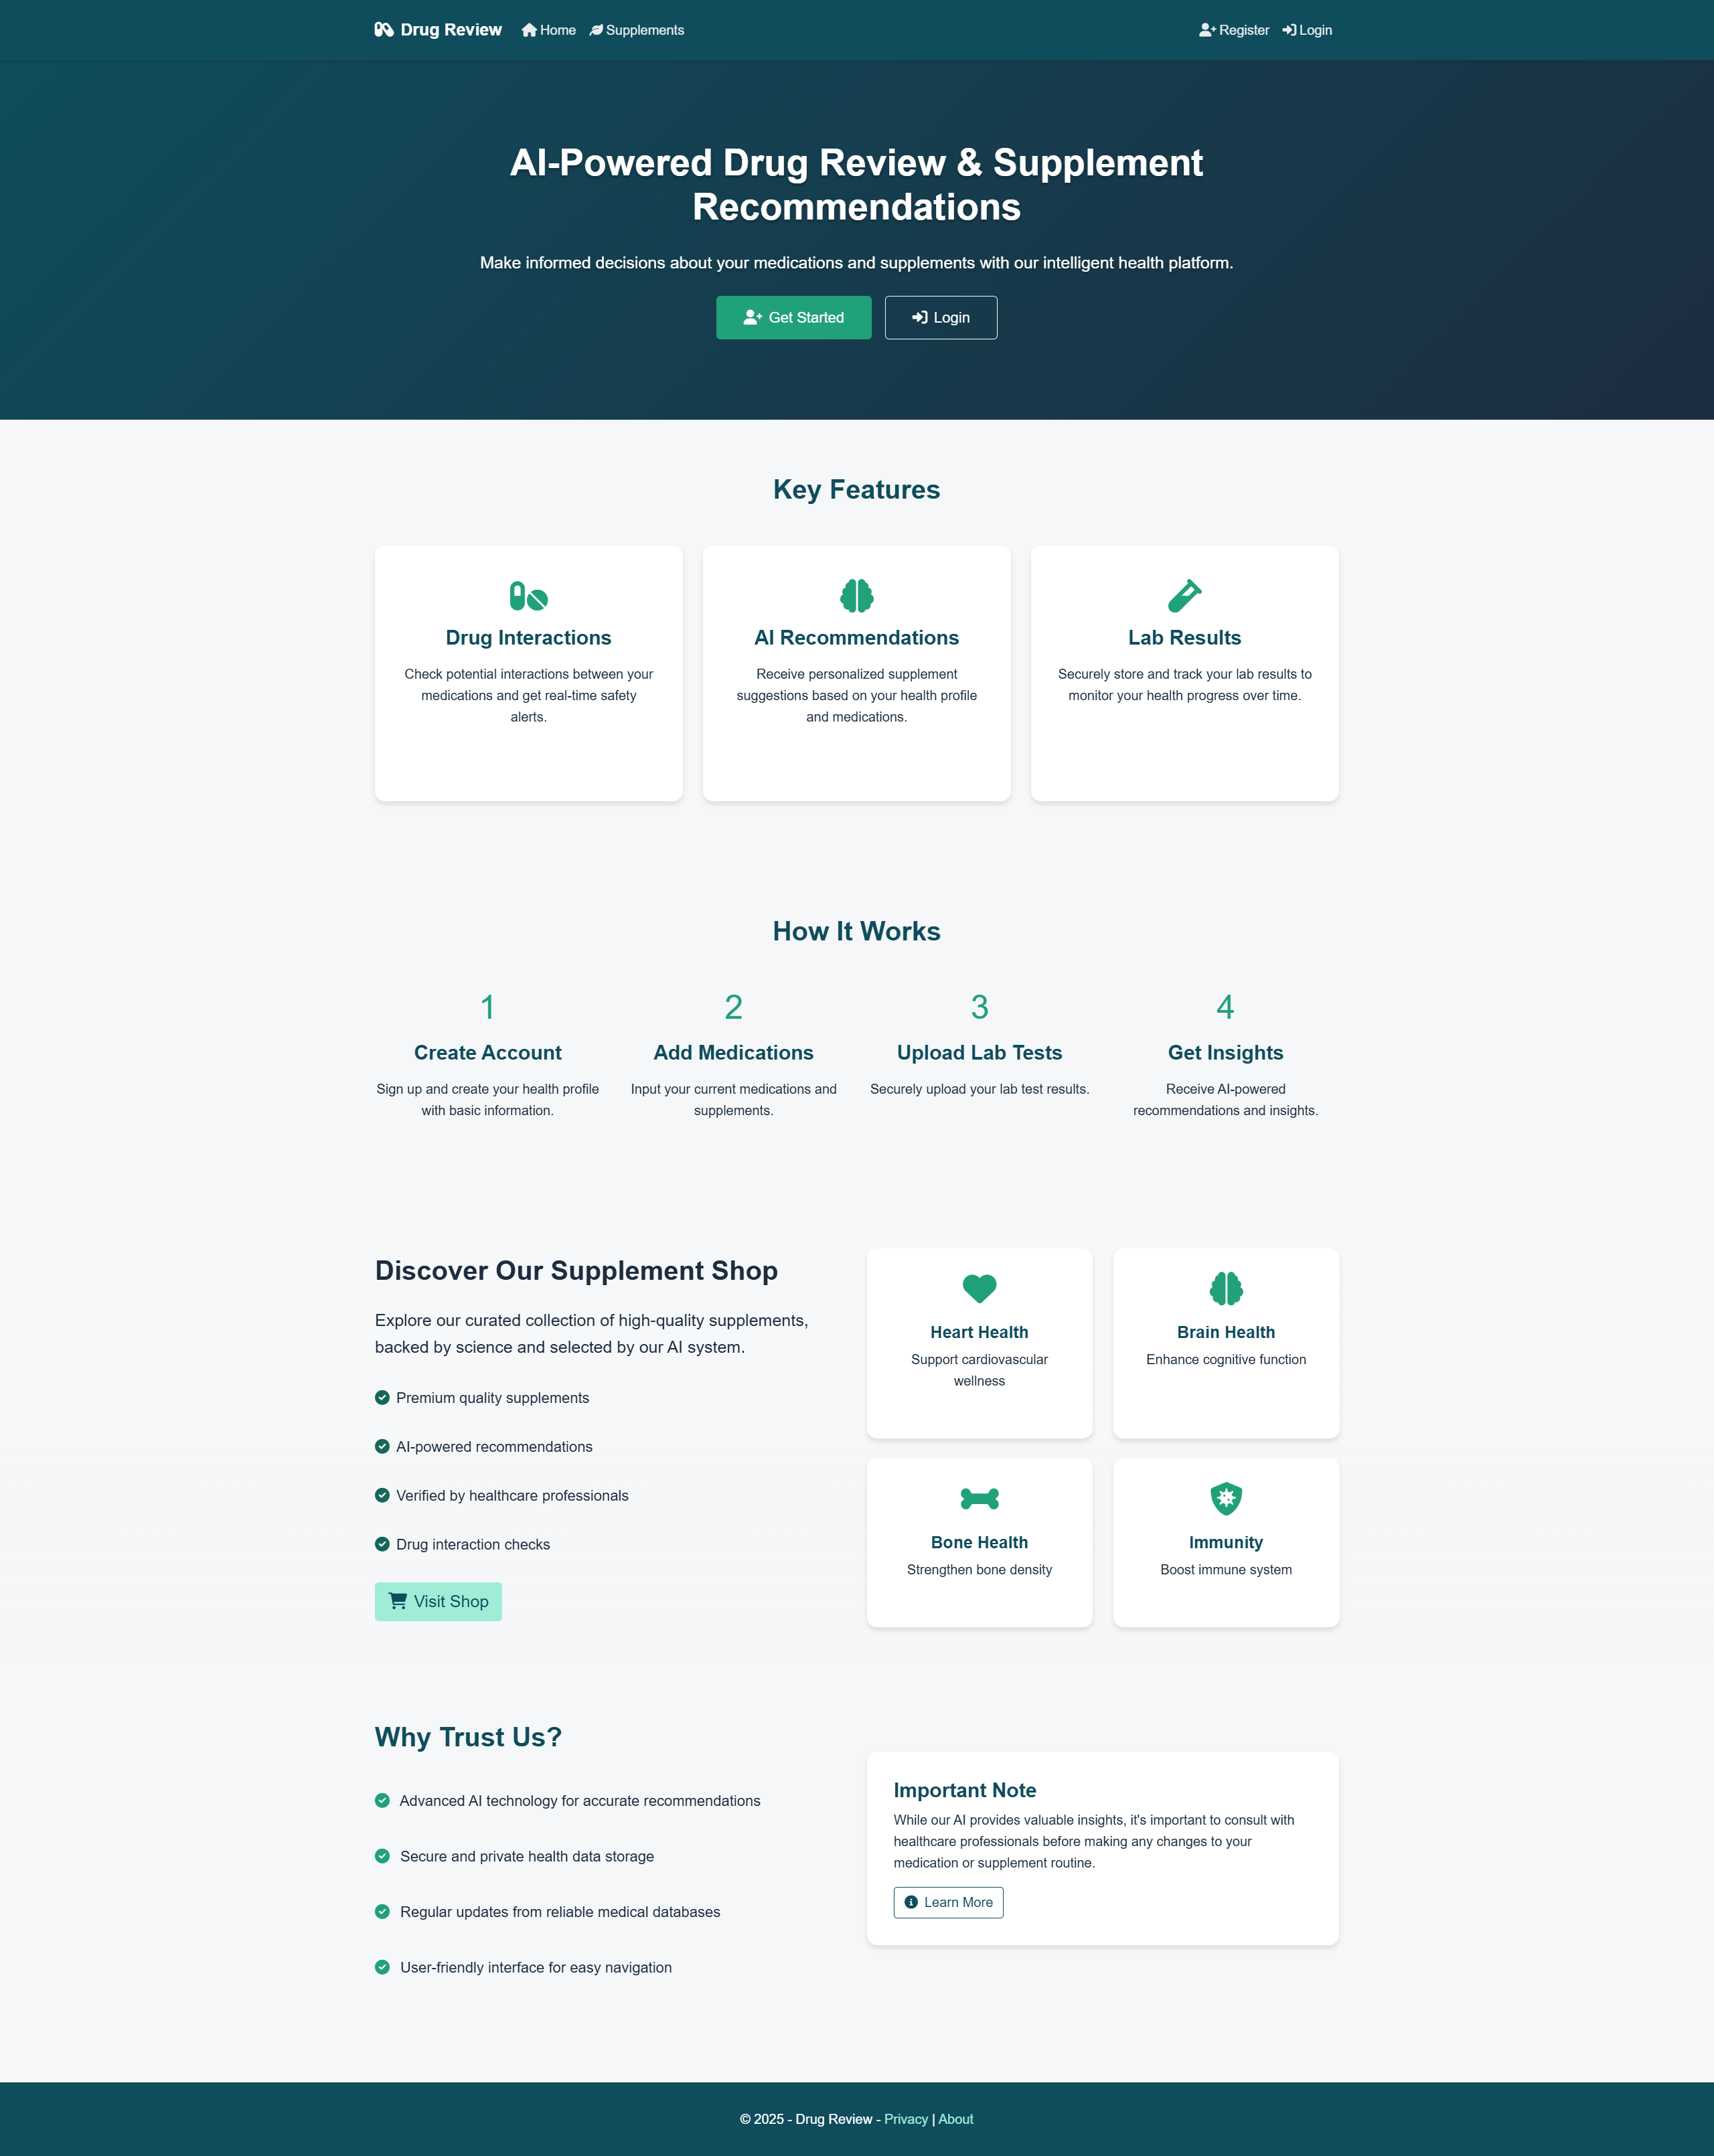 Drug Review Home Supplements Register Login
AI-Powered Drug Review & Supplement
Recommendations
Make informed decisions about your medications and supplements with our intelligent health platform.
Get Started Login
Key Features
Drug Interactions
Check potential interactions between your
medications and get real-time safety
alerts.
AI Recommendations
Receive personalized supplement
suggestions based on your health profile
and medications.
Lab Results
Securely store and track your lab results to
monitor your health progress over time.
How It Works
1
Create Account
Sign up and create your health profile
with basic information.
2
Add Medications
Input your current medications and
supplements.
3
Upload Lab Tests
Securely upload your lab test results.
4
Get Insights
Receive AI-powered
recommendations and insights.
Discover Our Supplement Shop
Explore our curated collection of high-quality supplements,
backed by science and selected by our AI system.
Premium quality supplements
AI-powered recommendations
Verified by healthcare professionals
Drug interaction checks
Visit Shop
Heart Health
Support cardiovascular
wellness
Brain Health
Enhance cognitive function
Bone Health
Strengthen bone density
Immunity
Boost immune system
Why Trust Us?
Advanced AI technology for accurate recommendations
Secure and private health data storage
Regular updates from reliable medical databases
User-friendly interface for easy navigation
Important Note
While our AI provides valuable insights, it's important to consult with
healthcare professionals before making any changes to your
medication or supplement routine.
Learn More
© 2025 - Drug Review - Privacy | About